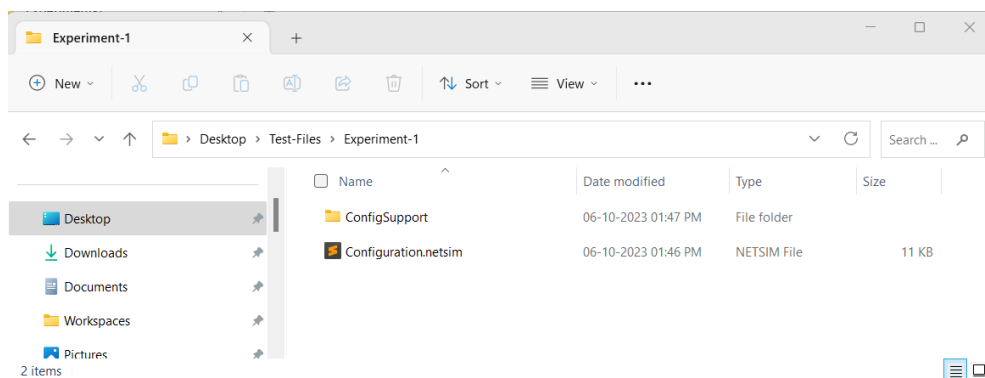 Experiment-1
New
Sort
View
Desktop > Test-Files > Experiment-1
Search ...
Name Date modified Type Size
Desktop
Downloads
Documents
Workspaces
Pictures
ConfigSupport 06-10-2023 01:47 PM File folder
Configuration.netsim 06-10-2023 01:46 PM NETSIM File 11 KB
2 items